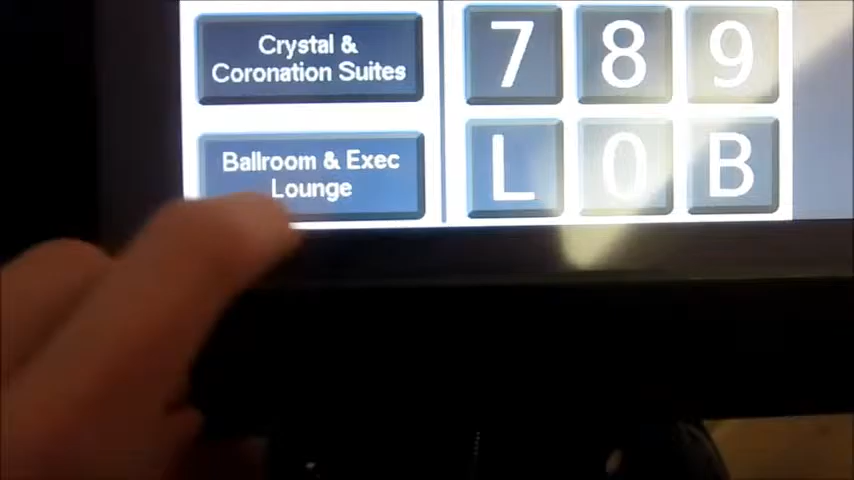 Crystal &
Coronation Suites
Ballroom & Exec
Lounge
7 8 9
L 0 B